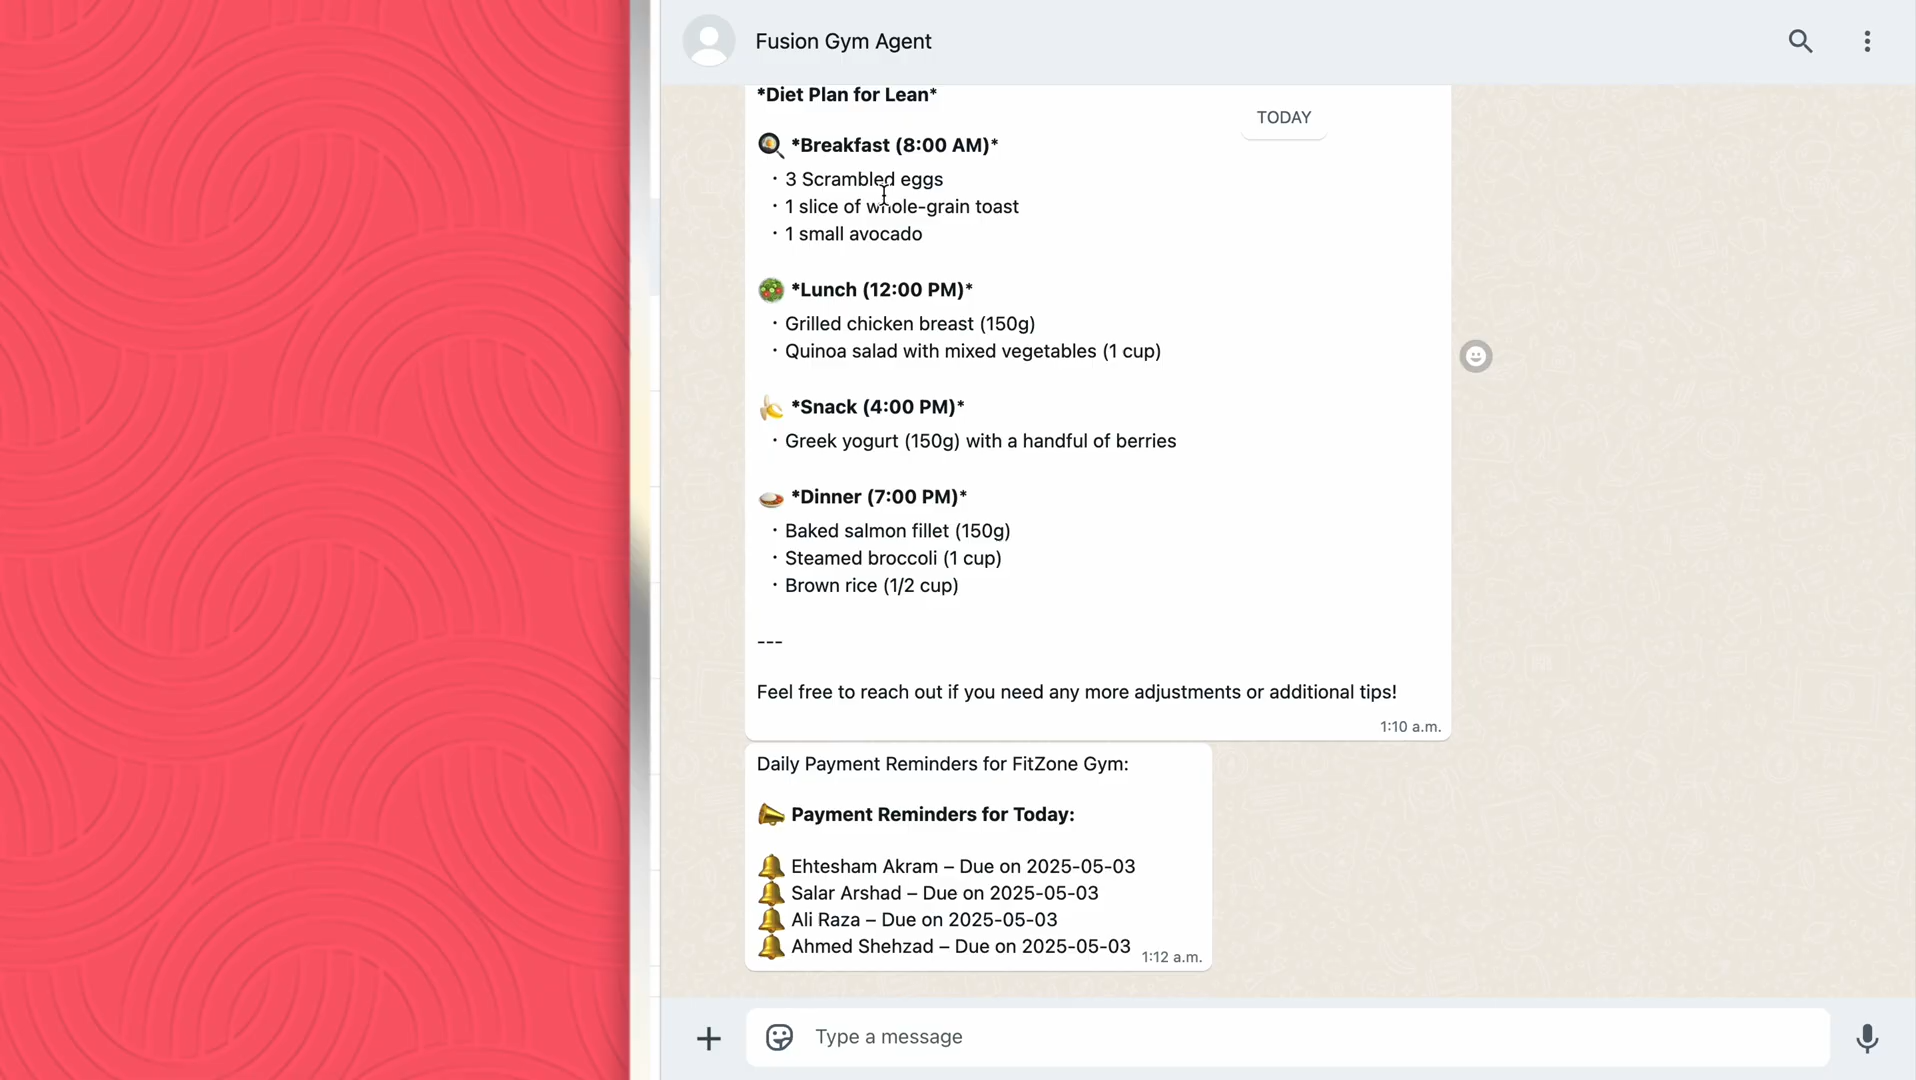 Fusion Gym Agent
*Diet Plan for Lean*
TODAY
*Breakfast (8:00 AM)*
· 3 Scrambled eggs
· 1 slice of whole-grain toast
· 1 small avocado
*Lunch (12:00 PM)*
· Grilled chicken breast (150g)
· Quinoa salad with mixed vegetables (1 cup)
*Snack (4:00 PM)*
· Greek yogurt (150g) with a handful of berries
*Dinner (7:00 PM)*
· Baked salmon fillet (150g)
· Steamed broccoli (1 cup)
· Brown rice (1/2 cup)
---
Feel free to reach out if you need any more adjustments or additional tips!
1:10 a.m.
Daily Payment Reminders for FitZone Gym:
Payment Reminders for Today:
Ehtesham Akram – Due on 2025-05-03
Salar Arshad – Due on 2025-05-03
Ali Raza – Due on 2025-05-03
Ahmed Shehzad – Due on 2025-05-03
1:12 a.m.
Type a message